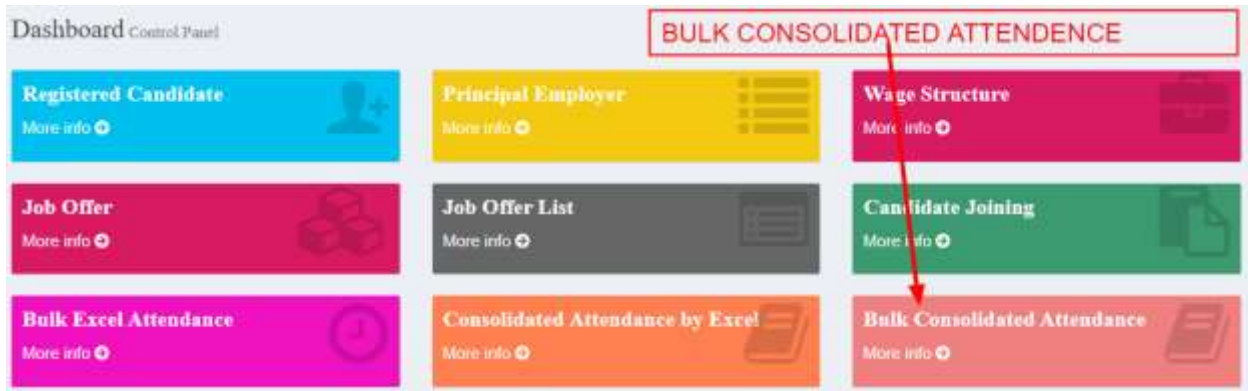 Dashboard Control Panel
BULK CONSOLIDATED ATTENDENCE
Registered Candidate
More info
Principal Employer
More info
Wage Structure
More info
Job Offer
More info
Job Offer List
More info
Candidate Joining
More info
Bulk Excel Attendance
More info
Consolidated Attendance by Excel
More info
Bulk Consolidated Attendance
More info